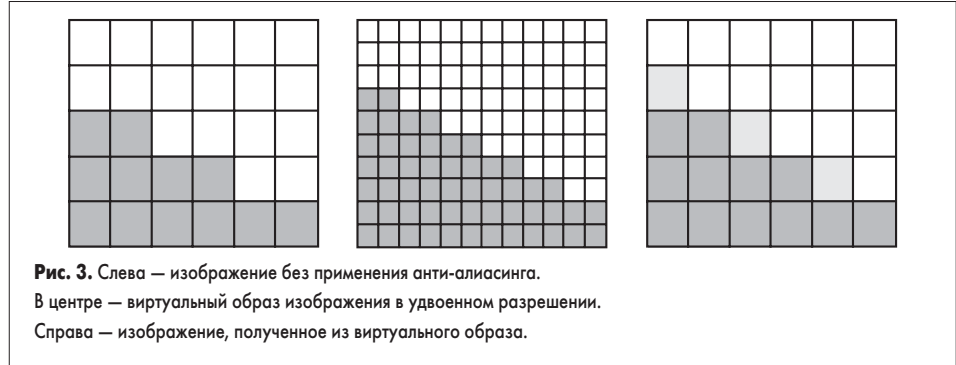 Рис. 3. Слева — изображение без применения анти-алиасинга.
В центре — виртуальный образ изображения в удвоенном разрешении.
Справа — изображение, полученное из виртуального образа.